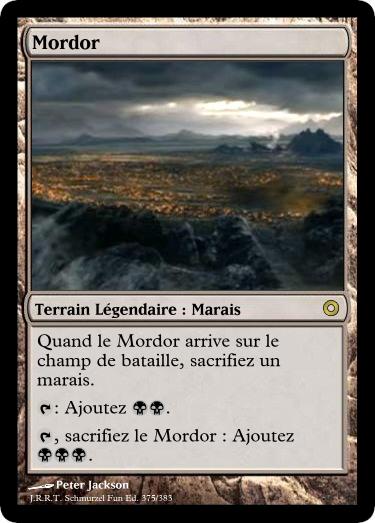 Mordor
Terrain Légendaire : Marais
Quand le Mordor arrive sur le
champ de bataille, sacrifiez un
marais.
: Ajoutez .
, sacrifiez le Mordor : Ajoutez
.
Peter Jackson
J.R.R.T. Schmurzel Fun Ed. 375/383